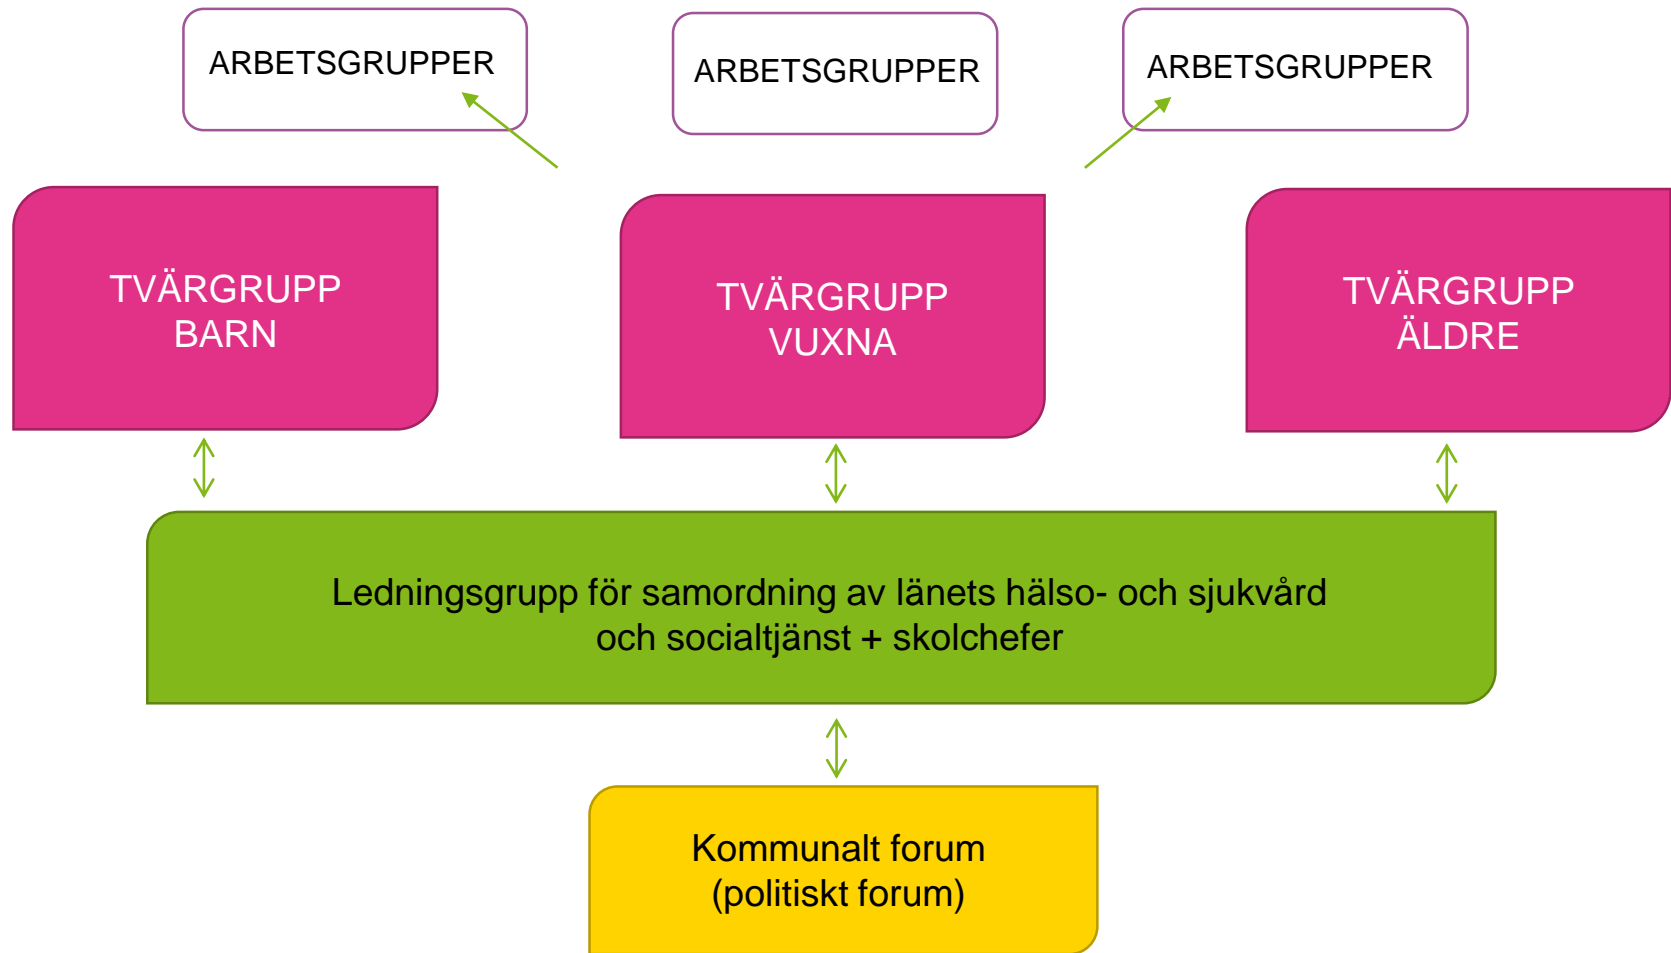 ARBETSGRUPPER
ARBETSGRUPPER
ARBETSGRUPPER
TVÄRGRUPP
BARN
TVÄRGRUPP
VUXNA
TVÄRGRUPP
ÄLDRE
Ledningsgrupp för samordning av länets hälso- och sjukvård
och socialtjänst + skolchefer
Kommunalt forum
(politiskt forum)